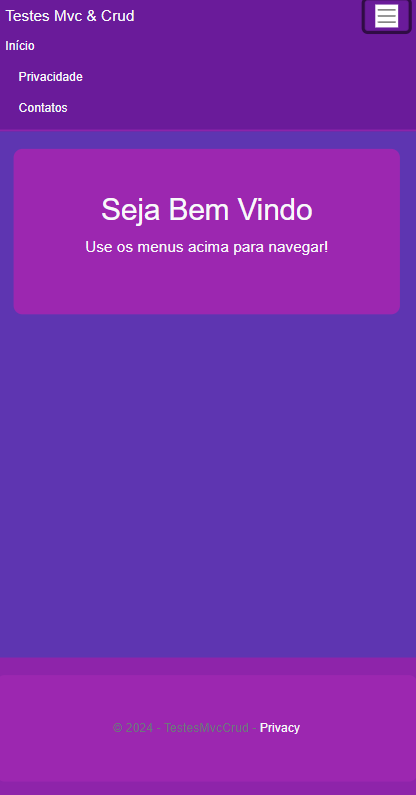 Testes Mvc & Crud
Início
Privacidade
Contatos
Seja Bem Vindo
Use os menus acima para navegar!
© 2024 - TestesMvcCrud - Privacy